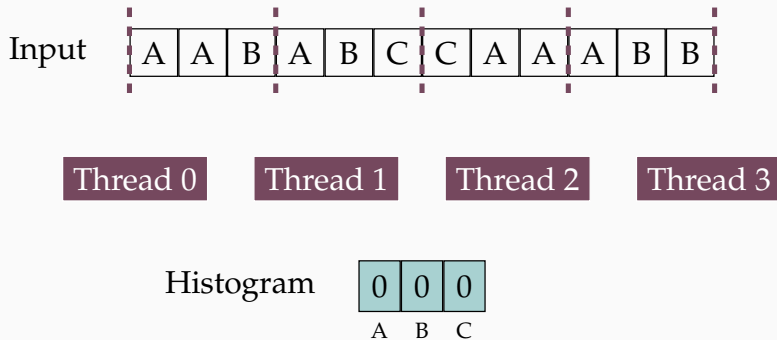 Input A A B A B C C A A A B B
Thread 0 Thread 1 Thread 2 Thread 3
Histogram 0 0 0
A B C